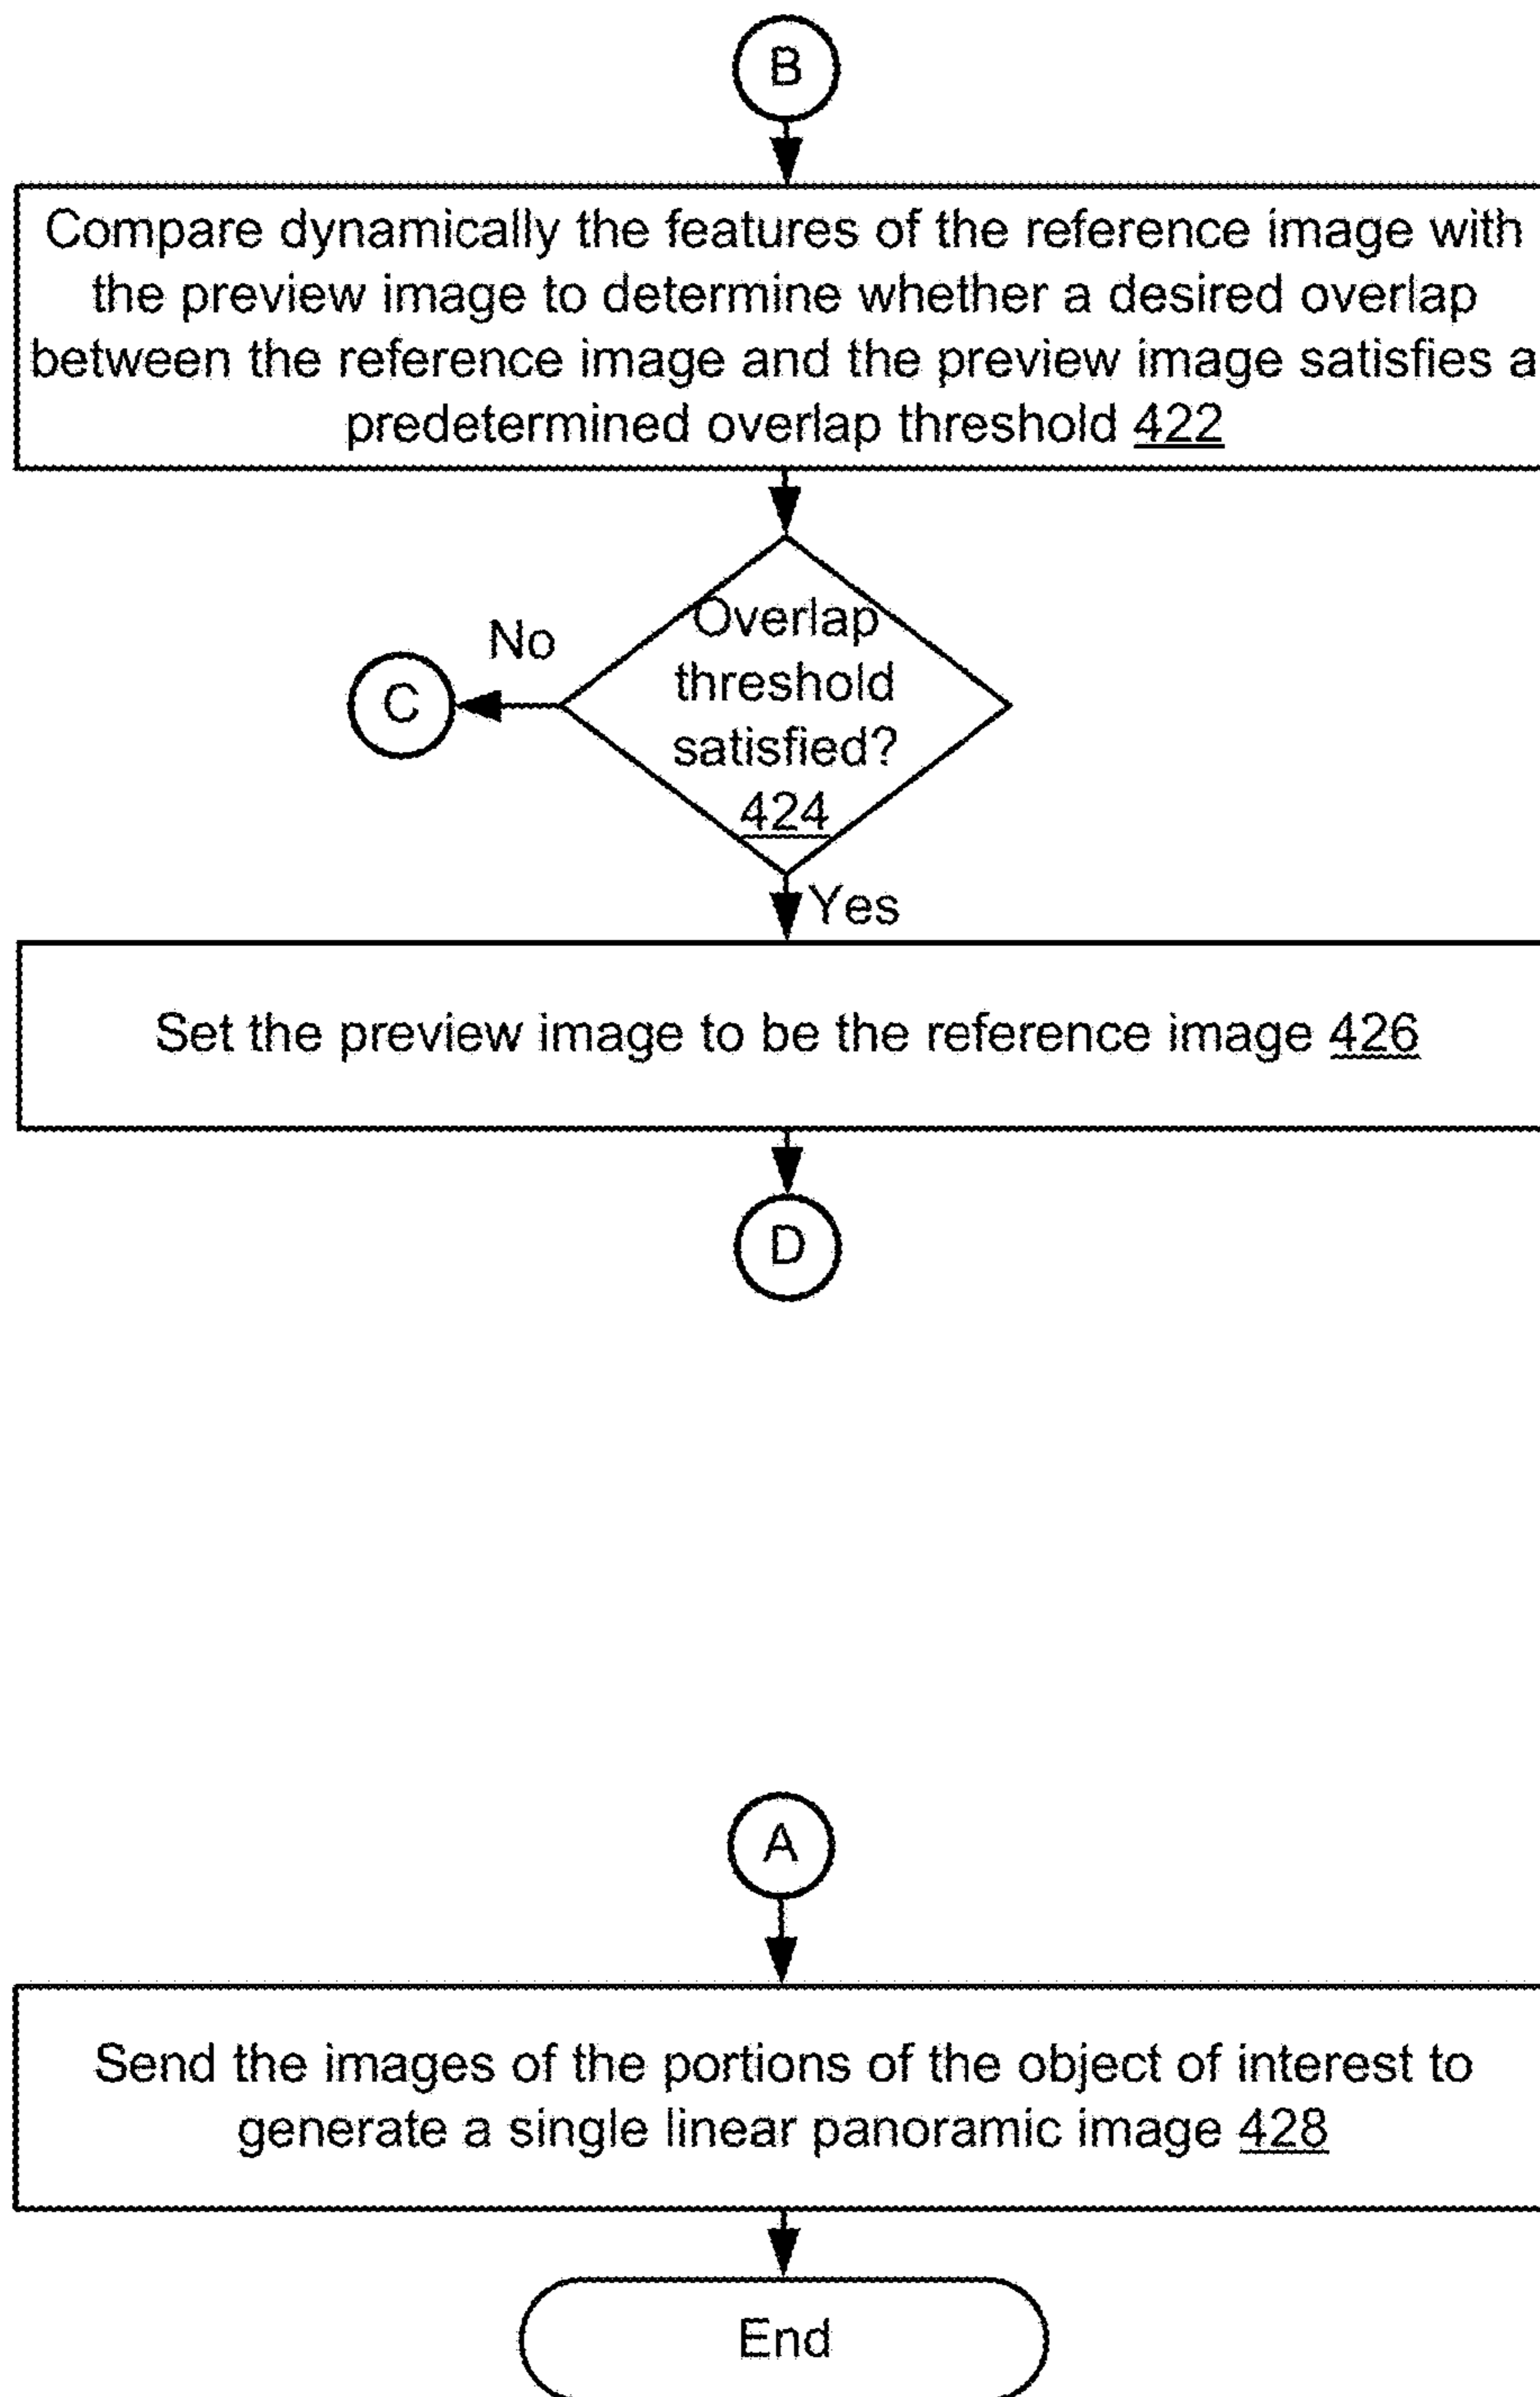 B
Compare dynamically the features of the reference image with
the preview image to determine whether a desired overlap
between the reference image and the preview image satisfies a
predetermined overlap threshold 422
Overlap
threshold
satisfied?
424
No
C
Yes
Set the preview image to be the reference image 426
D
A
Send the images of the portions of the object of interest to
generate a single linear panoramic image 428
End